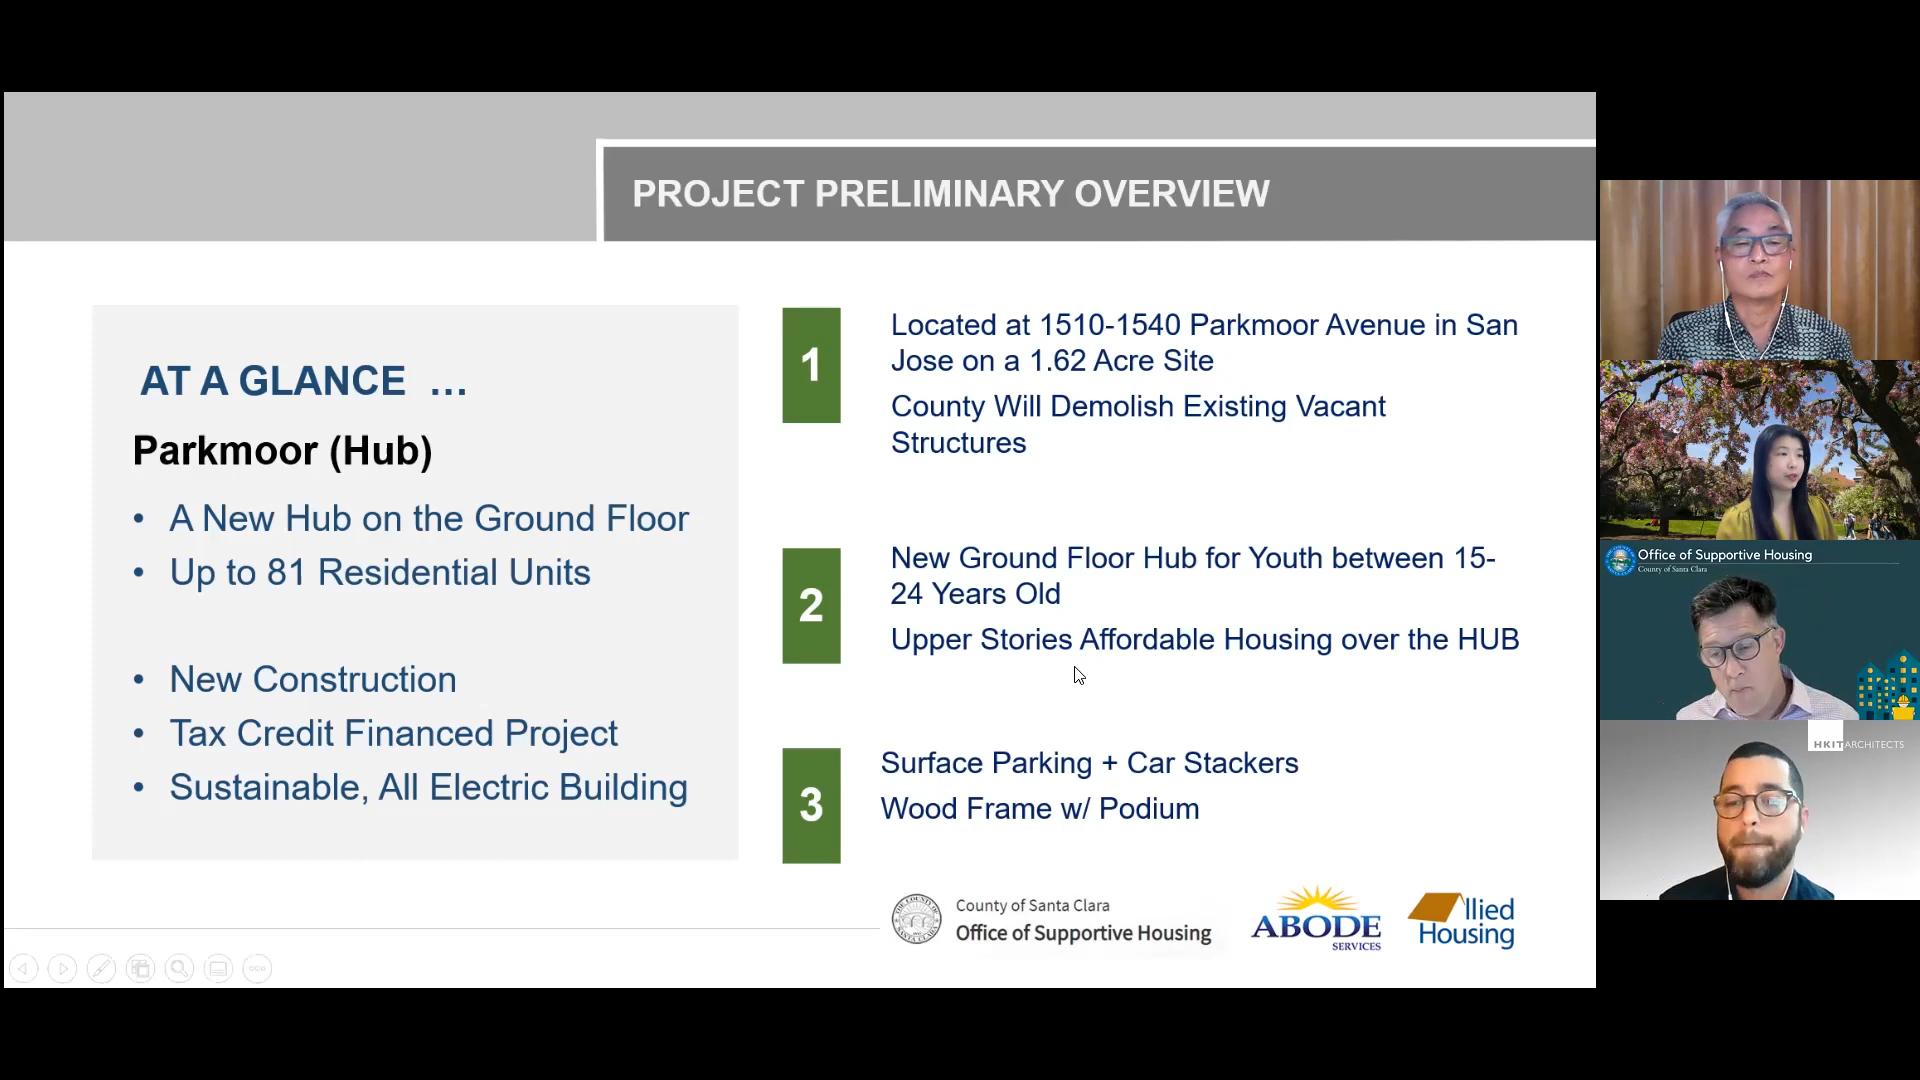 PROJECT PRELIMINARY OVERVIEW
AT A GLANCE ...
Parkmoor (Hub)
• A New Hub on the Ground Floor
• Up to 81 Residential Units
• New Construction
• Tax Credit Financed Project
• Sustainable, All Electric Building
1
Located at 1510-1540 Parkmoor Avenue in San
Jose on a 1.62 Acre Site
County Will Demolish Existing Vacant
Structures
2
New Ground Floor Hub for Youth between 15-
24 Years Old
Upper Stories Affordable Housing over the HUB
3
Surface Parking + Car Stackers
Wood Frame w/ Podium
County of Santa Clara
Office of Supportive Housing
ABODE
SERVICES
llied
Housing
Office of Supportive Housing
County of Santa Clara
HKIT ARCHITECTS